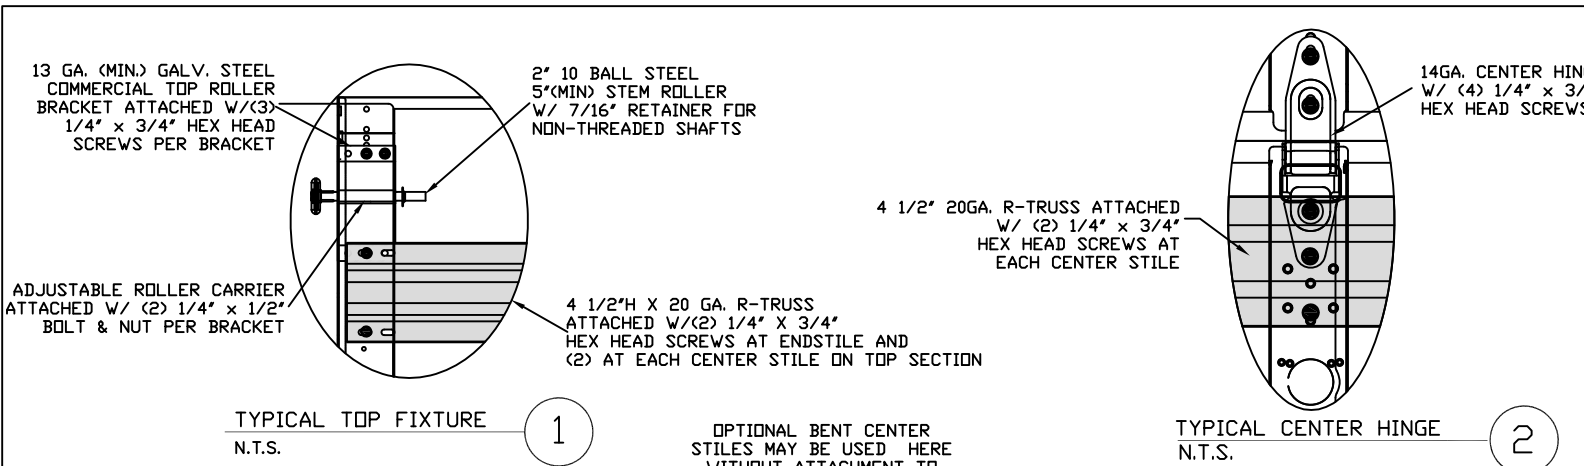 13 GA. (MIN.) GALV. STEEL
COMMERCIAL TOP ROLLER
BRACKET ATTACHED W/(3)
1/4" x 3/4" HEX HEAD
SCREWS PER BRACKET
2" 10 BALL STEEL
5"(MIN) STEM ROLLER
W/ 7/16" RETAINER FOR
NON-THREADED SHAFTS
ADJUSTABLE ROLLER CARRIER
ATTACHED W/ (2) 1/4" x 1/2"
BOLT & NUT PER BRACKET
4 1/2"H X 20 GA. R-TRUSS
ATTACHED W/(2) 1/4" X 3/4"
HEX HEAD SCREWS AT ENDSTILE AND
(2) AT EACH CENTER STILE ON TOP SECTION
TYPICAL TOP FIXTURE
N.T.S.
1
OPTIONAL BENT CENTER
STILES MAY BE USED HERE
WITHOUT ATTACHMENT TO
14GA. CENTER
W/ (4) 1/4" x
HEX HEAD SCREWS
4 1/2" 20GA. R-TRUSS ATTACHED
W/ (2) 1/4" x 3/4"
HEX HEAD SCREWS AT
EACH CENTER STILE
TYPICAL CENTER HINGE
N.T.S.
2